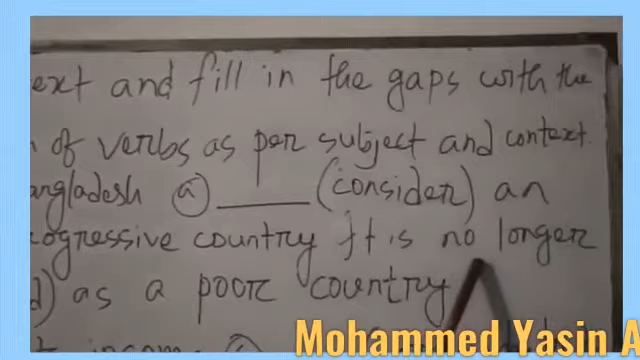 ext and fill in the gaps with the
of verbs as per subject and context.
angladesh (a) ______ (consider) an
rogressive country It is no longer
d) as a poor country
Mohammed Yasin A